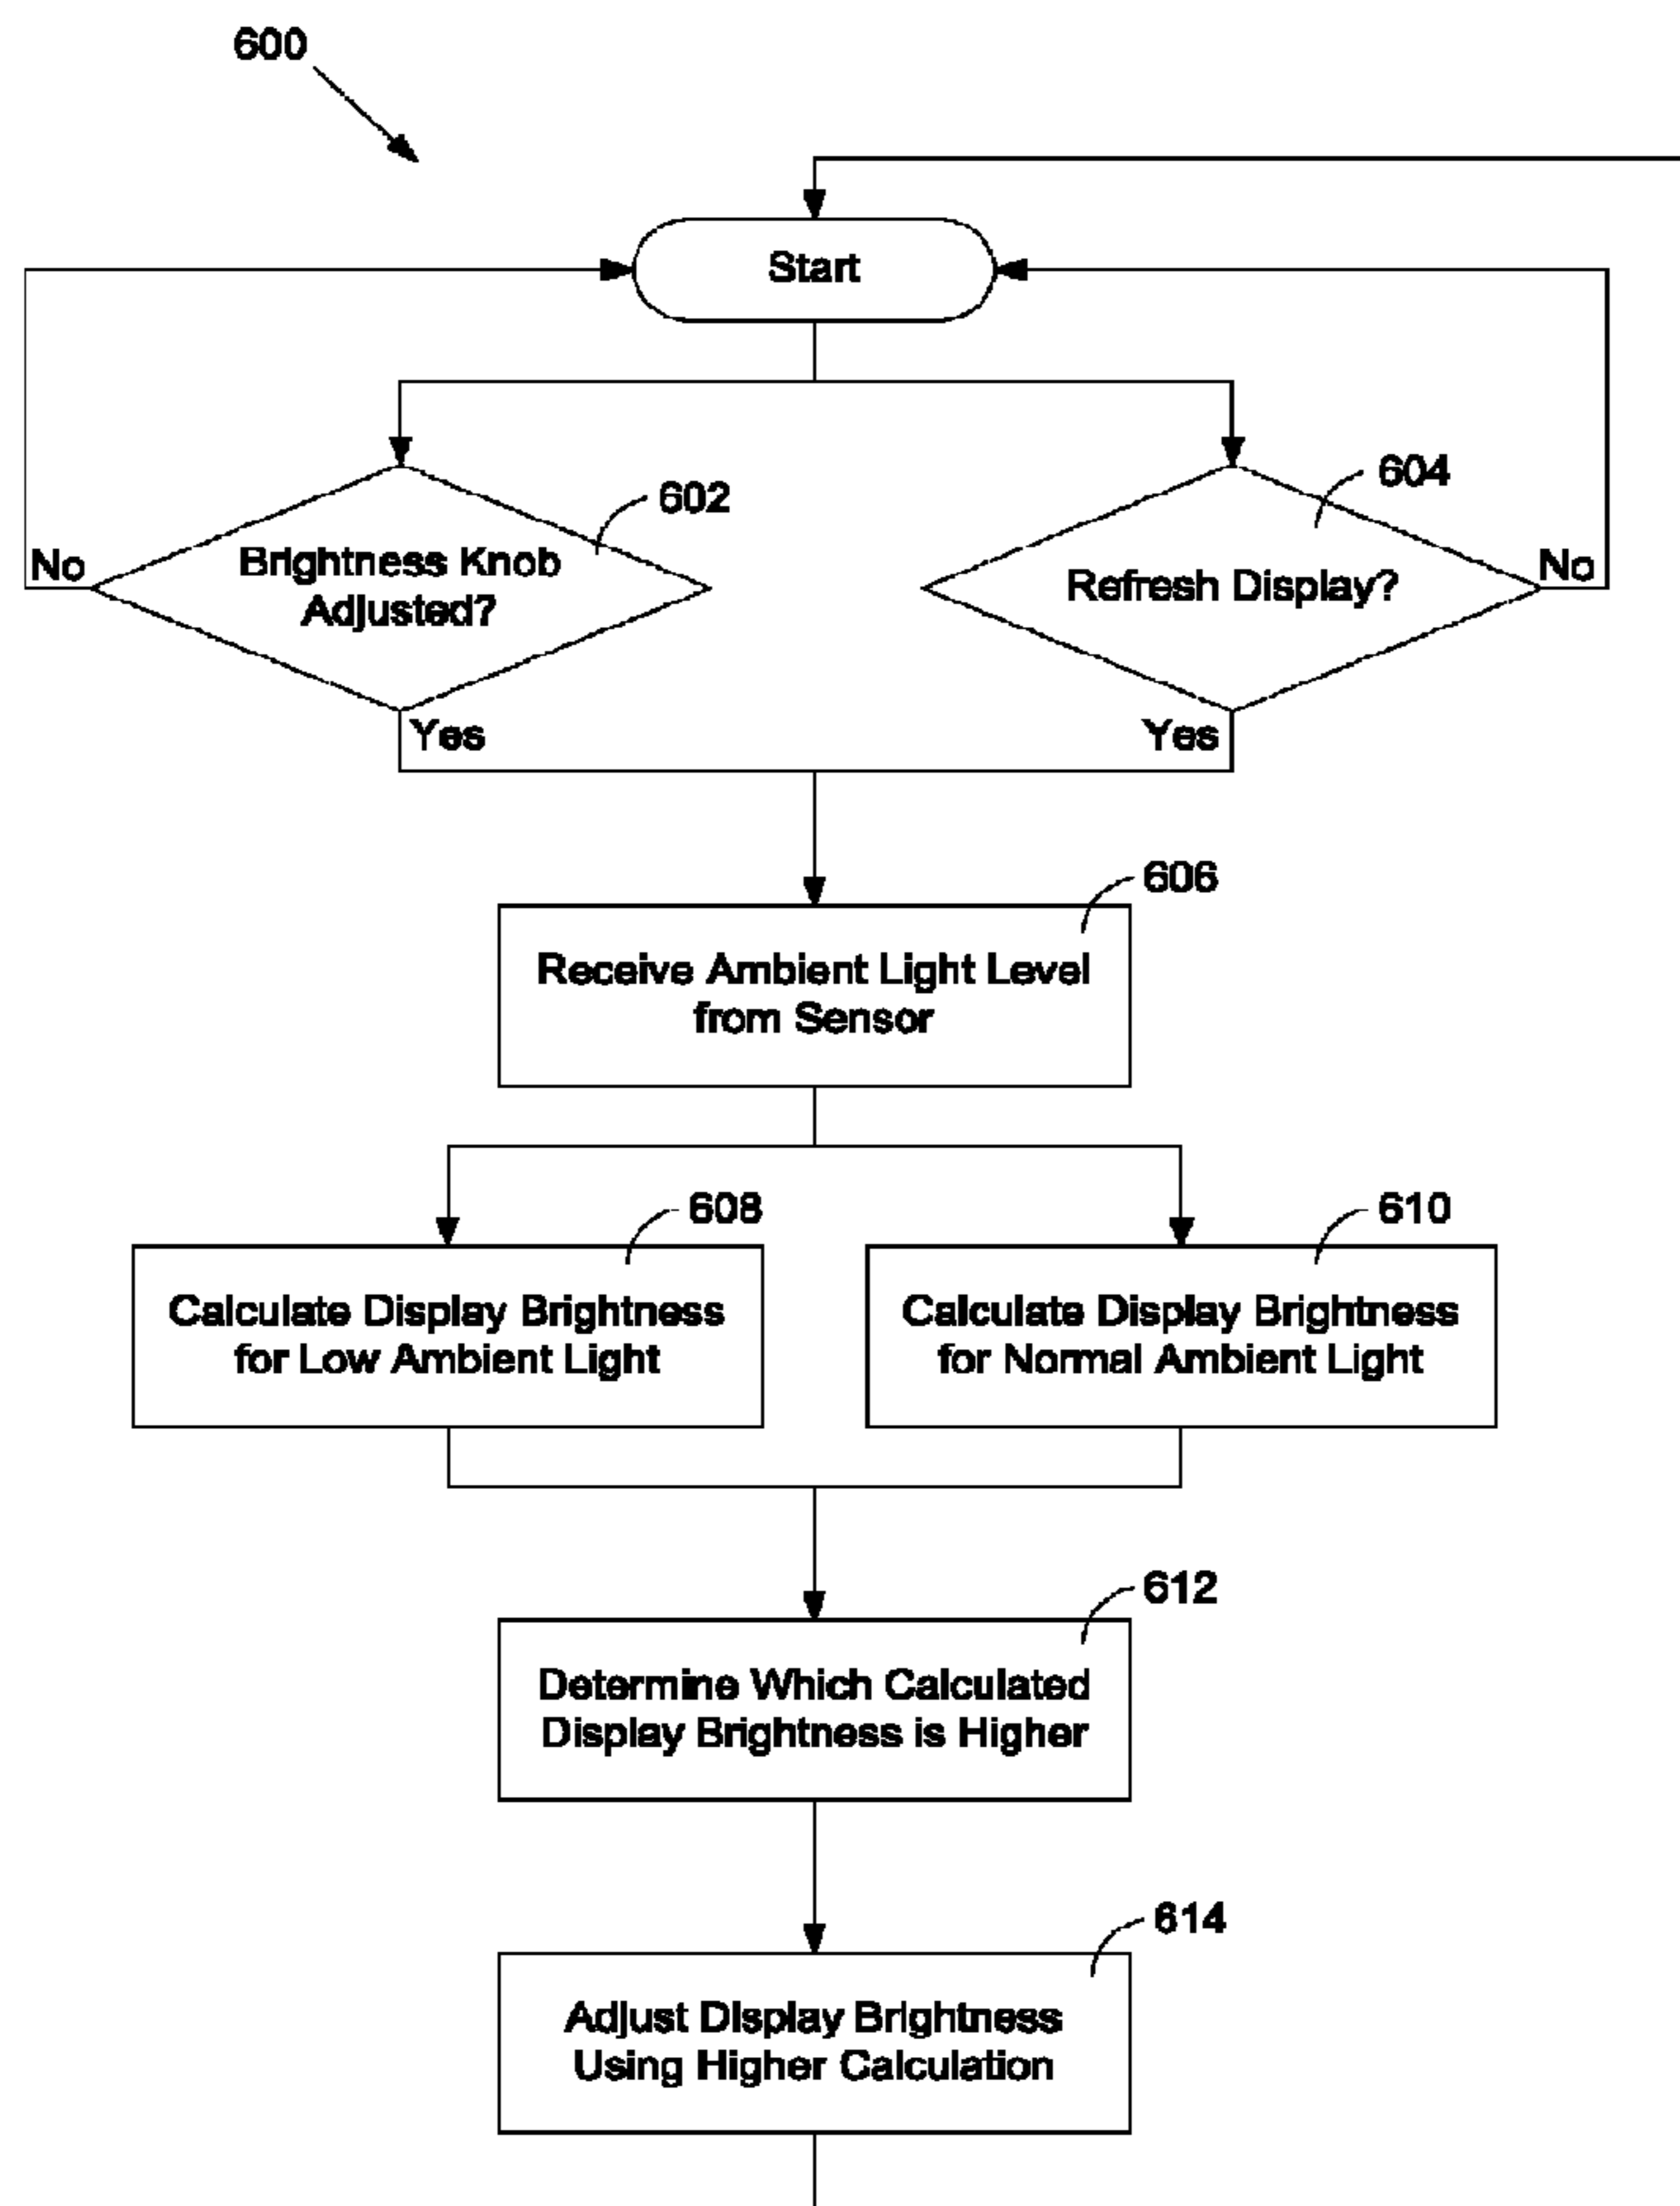 600
Start
602
604
No
Brightness Knob
Adjusted?
Refresh Display?
No
Yes
Yes
606
Receive Ambient Light Level
from Sensor
608
610
Calculate Display Brightness
for Low Ambient Light
Calculate Display Brightness
for Normal Ambient Light
612
Determine Which Calculated
Display Brightness is Higher
614
Adjust Display Brightness
Using Higher Calculation